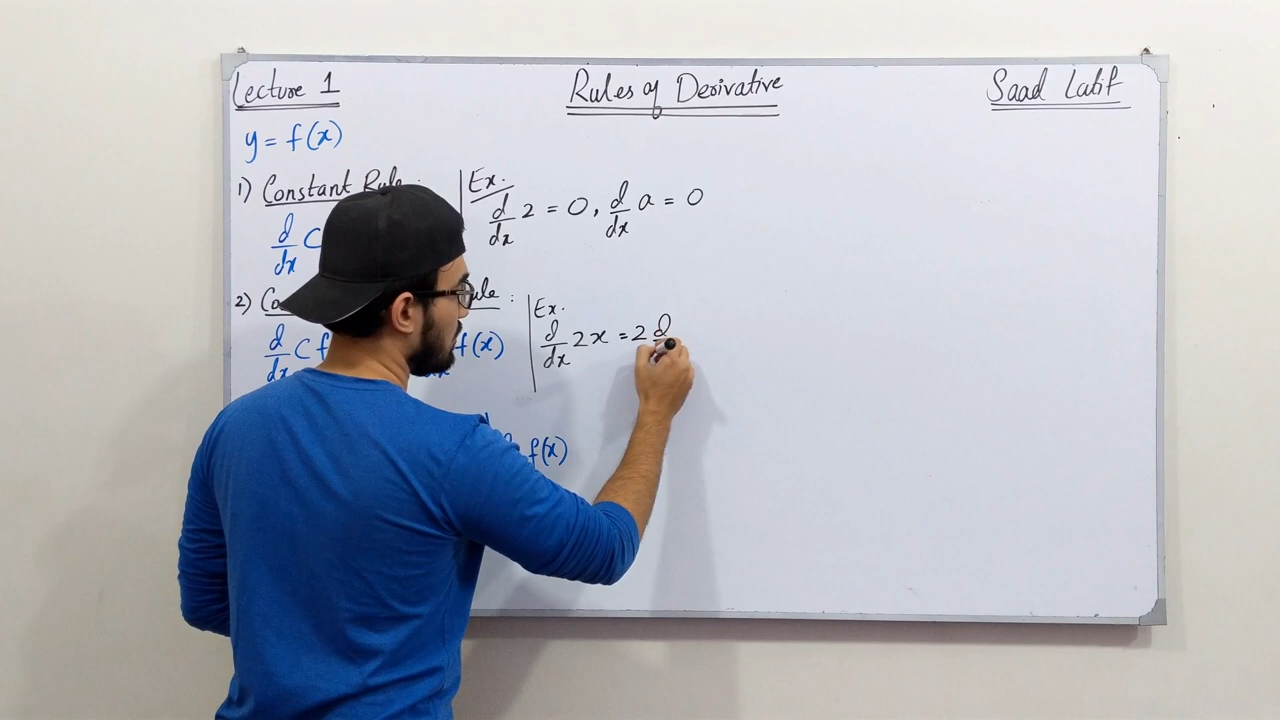 Lecture 1
Rules of Derivative
Saad Latif
y = f(x)
1) Constant Rule :
d/dx C
Ex.
d/dx 2 = 0, d/dx a = 0
2)
d/dx C f
f(x)
Ex.
d/dx 2x = 2 d
f(x)